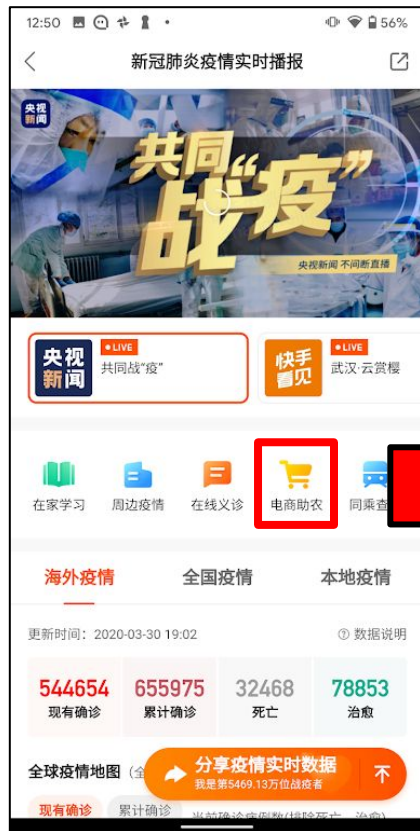 12:50
56%
新冠肺炎疫情实时播报
央视
新闻
共同
战“疫”
央视新闻 不间断直播
央视
新闻
LIVE
共同战“疫”
快手
看见
LIVE
武汉·云赏樱
在家学习
周边疫情
在线义诊
电商助农
同乘查
海外疫情
全国疫情
本地疫情
更新时间：2020-03-30 19:02
? 数据说明
544654
655975
32468
78853
现有确诊
累计确诊
死亡
治愈
全球疫情地图
分享疫情实时数据
我是第5469.13万位战疫者
现有确诊
累计确诊